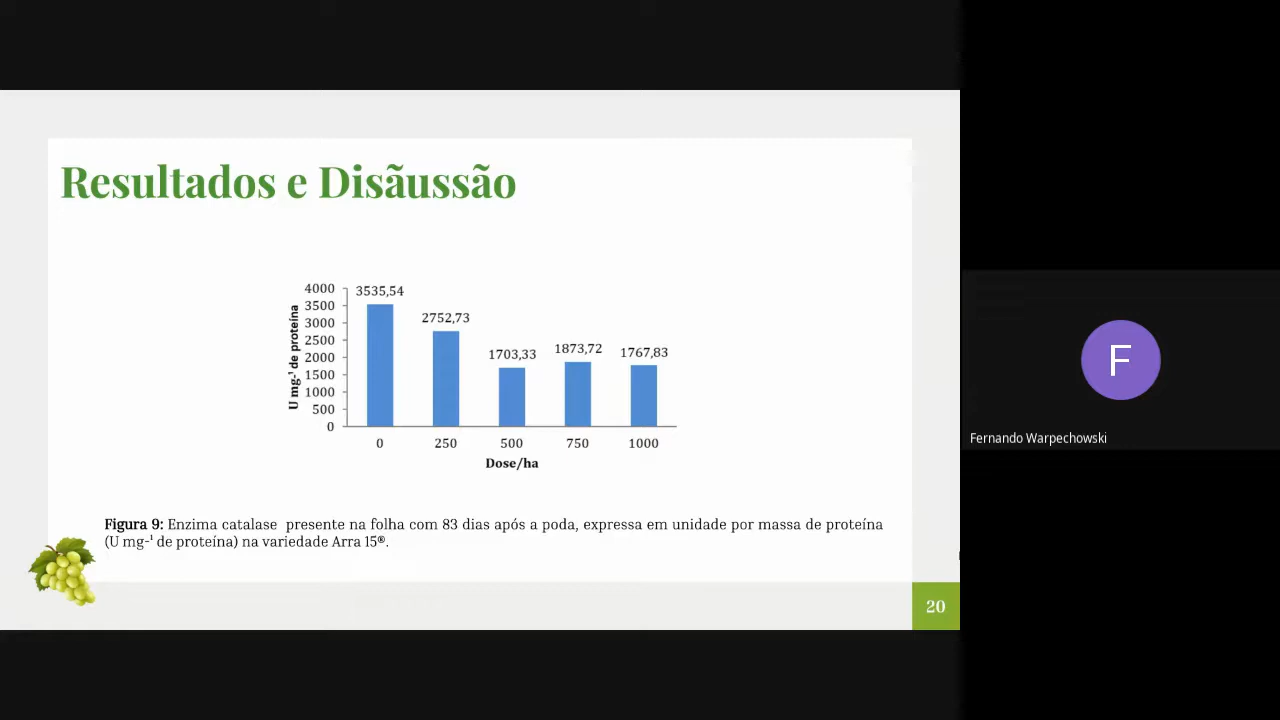 Resultados e Disãussão
4000
3500
3000
2500
2000
1500
1000
500
0
U mg-¹ de proteína
3535,54
2752,73
1703,33
1873,72
1767,83
0 250 500 750 1000
Dose/ha
Figura 9: Enzima catalase presente na folha com 83 dias após a poda, expressa em unidade por massa de proteína
(U mg-¹ de proteína) na variedade Arra 15®.
20
F
Fernando Warpechowski